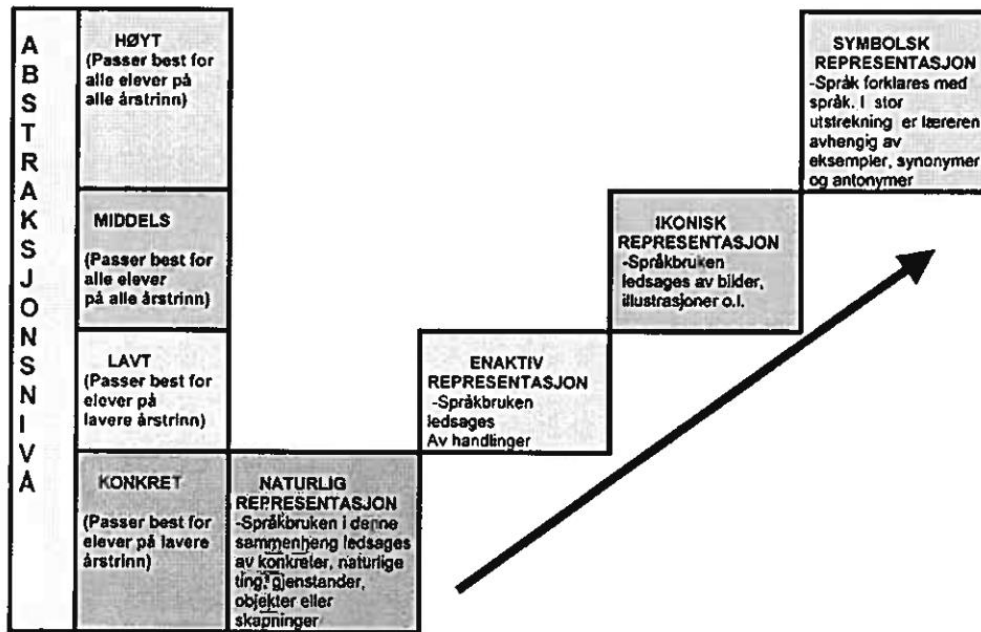 ABSTRAKSJONSNIVÅ
HØYT
(Passer best for
alle elever på
alle årstrinn)
MIDDELS
(Passer best for
alle elever
på alle årstrinn)
LAVT
(Passer best for
elever på
lavere årstrinn)
KONKRET
(Passer best for
elever på lavere
årstrinn)
NATURLIG
REPRESENTASJON
-Språkbruken i denne
sammenheng ledsages
av konkreter, naturlige
ting, gjenstander,
objekter eller
skapninger
ENAKTIV
REPRESENTASJON
-Språkbruken
ledsages
Av handlinger
IKONISK
REPRESENTASJON
-Språkbruken
ledsages av bilder,
illustrasjoner o.l.
SYMBOLSK
REPRESENTASJON
-Språk forklares med
språk. I stor
utstrekning er læreren
avhengig av
eksempler, synonymer
og antonymer